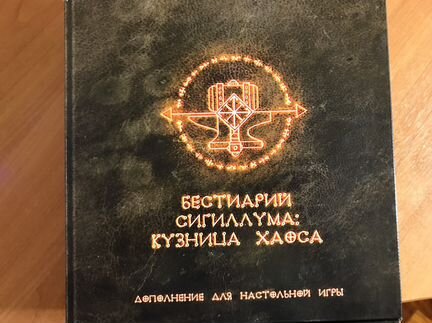 БЕСТИАРИЙ
СИГИЛЛУМА:
КУЗНИЦА ХАОСА
ДОПОЛНЕНИЕ ДЛЯ НАСТОЛЬНОЙ ИГРЫ